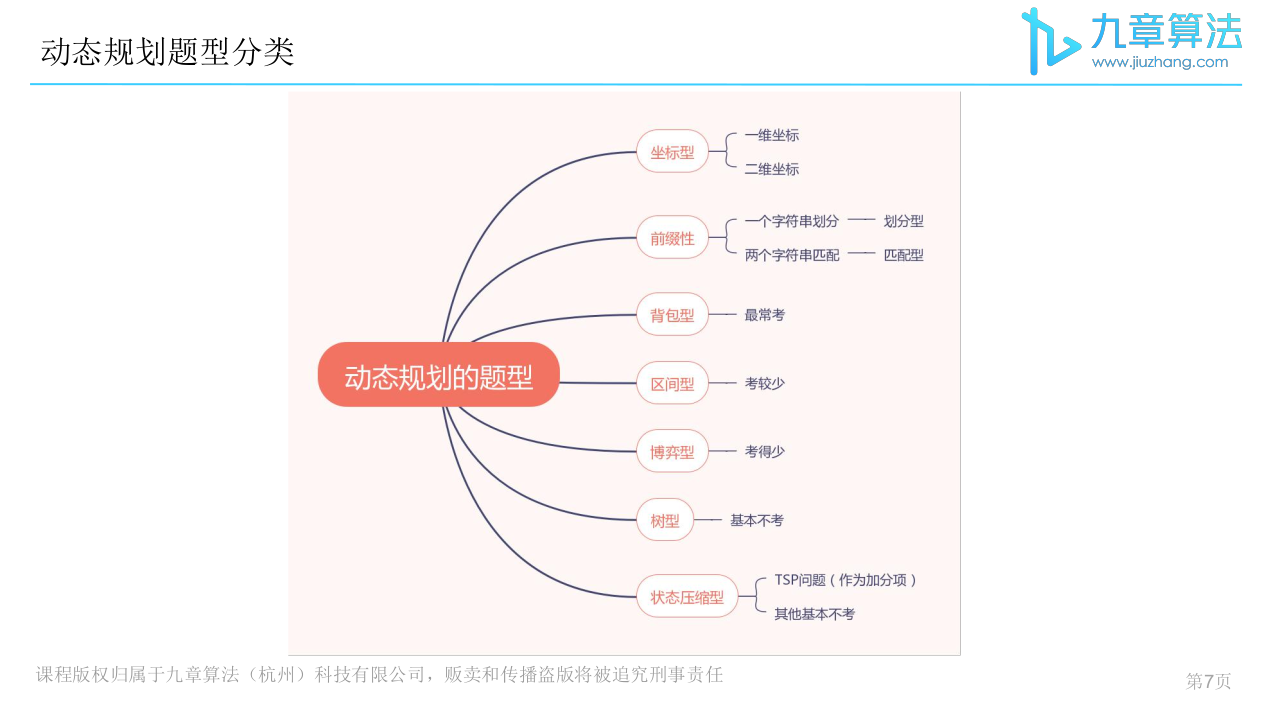 动态规划题型分类
九章算法
www.jiuzhang.com
动态规划的题型
坐标型
一维坐标
二维坐标
前缀性
一个字符串划分
划分型
两个字符串匹配
匹配型
背包型
最常考
区间型
考较少
博弈型
考得少
树型
基本不考
状态压缩型
TSP问题（作为加分项）
其他基本不考
课程版权归属于九章算法（杭州）科技有限公司，贩卖和传播盗版将被追究刑事责任
第7页